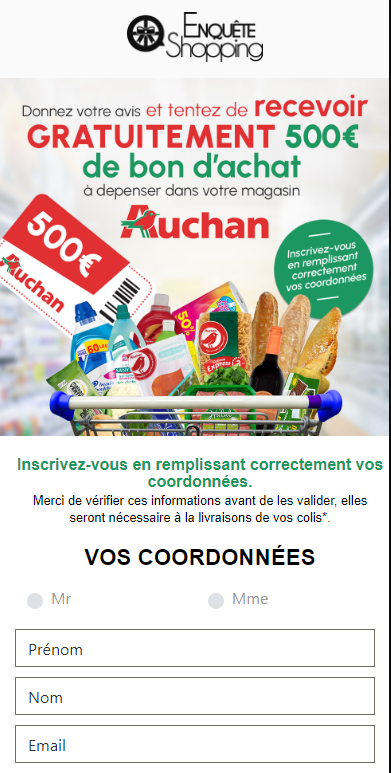 ENQUÊTE
Shopping
Donnez votre avis et tentez de recevoir
GRATUITEMENT 500€
de bon d'achat
à depenser dans votre magasin
Auchan
500€
Auchan
Inscrivez-vous
en remplissant
correctement
vos coordonnées
50%
Express
Inscrivez-vous en remplissant correctement vos
coordonnées.
Merci de vérifier ces informations avant de les valider, elles
seront nécessaire à la livraisons de vos colis*.
VOS COORDONNÉES
Mr
Mme
Prénom
Nom
Email